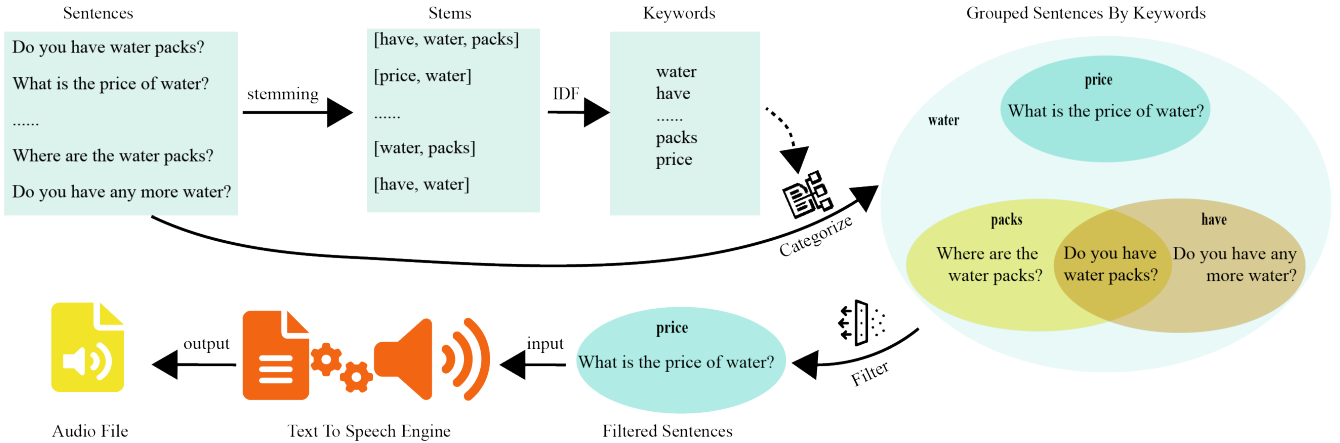 Sentences
Do you have water packs?
What is the price of water?
......
Where are the water packs?
Do you have any more water?
stemming
Stems
[have, water, packs]
[price, water]
......
[water, packs]
[have, water]
IDF
Keywords
water
have
......
packs
price
Categorize
Grouped Sentences By Keywords
water
price
What is the price of water?
packs
Where are the
water packs?
Do you have
water packs?
have
Do you have any
more water?
Filter
price
What is the price of water?
Filtered Sentences
input
Text To Speech Engine
output
Audio File